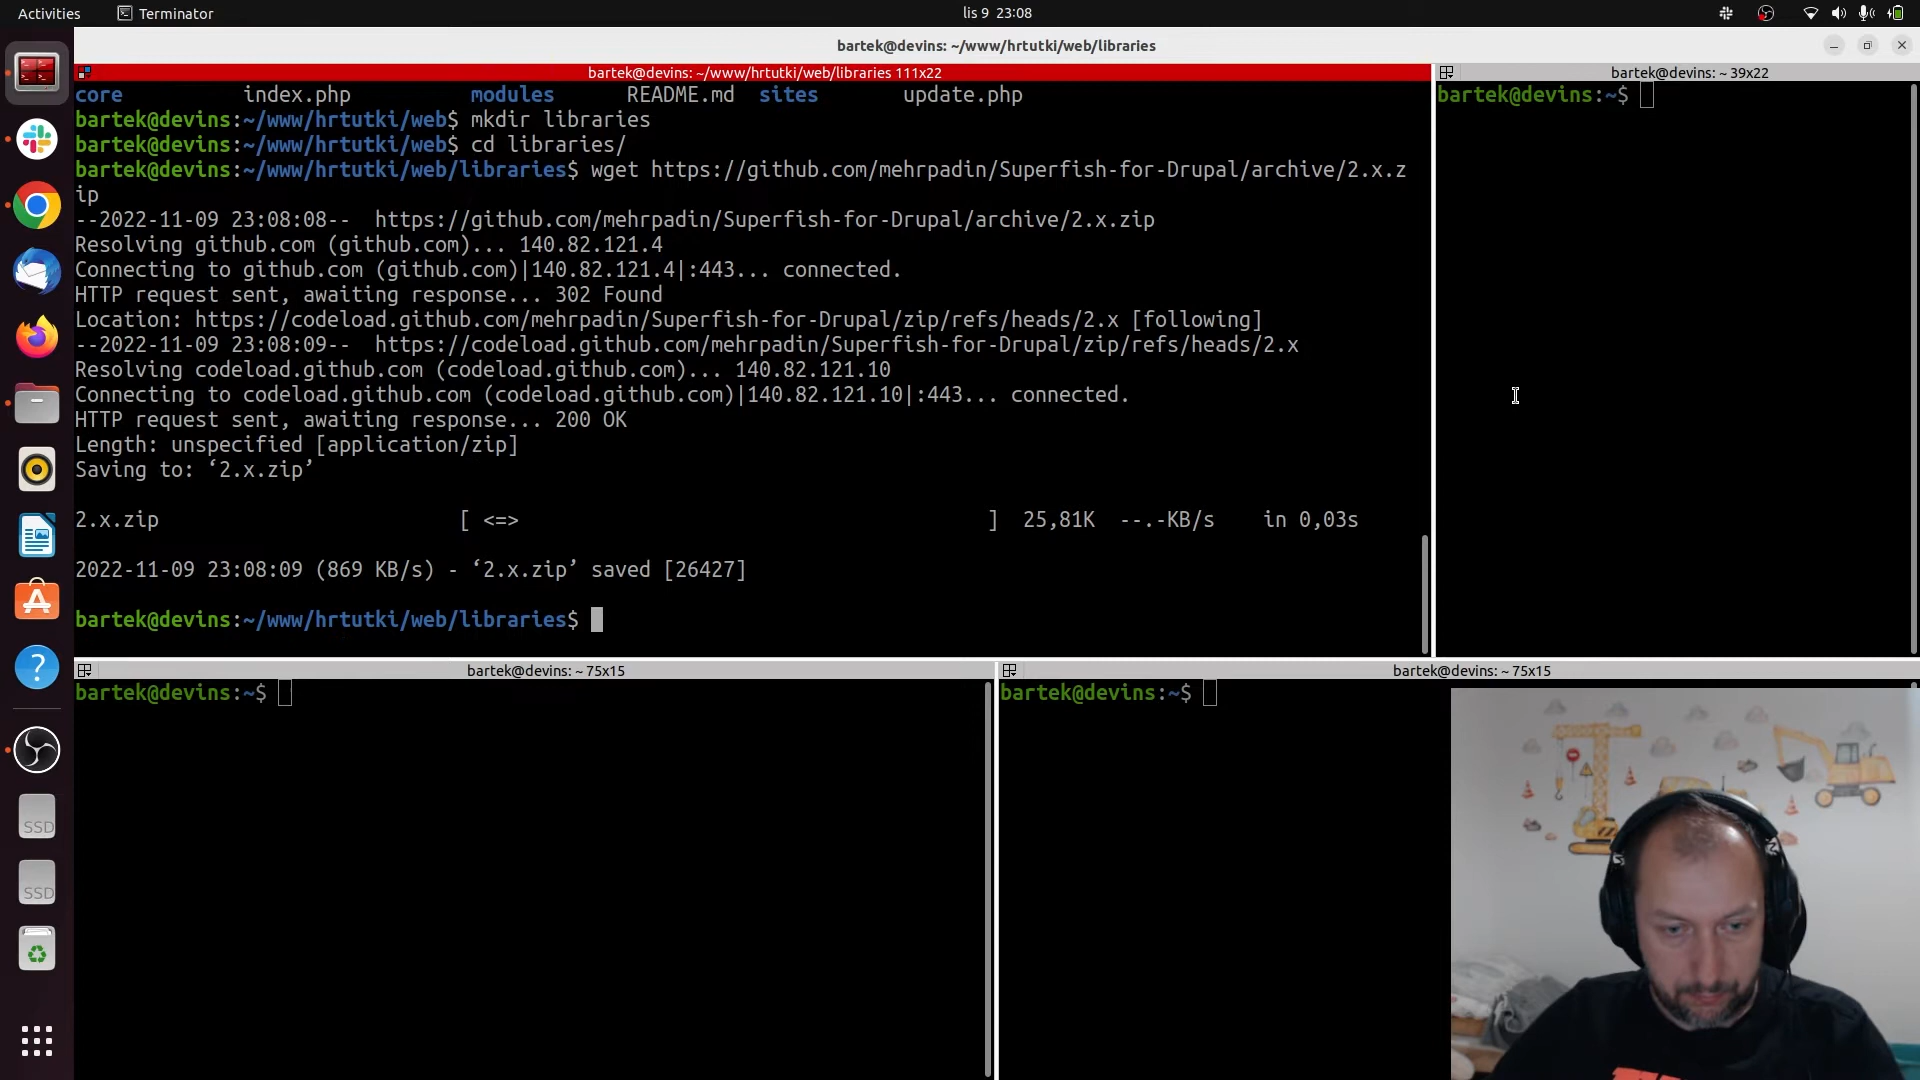 Activities
Terminator
lis 9 23:08
bartek@devins: ~/www/hrtutki/web/libraries
bartek@devins: ~/www/hrtutki/web/libraries 111x22
core index.php modules README.md sites update.php
bartek@devins:~/www/hrtutki/web$ mkdir libraries
bartek@devins:~/www/hrtutki/web$ cd libraries/
bartek@devins:~/www/hrtutki/web/libraries$ wget https://github.com/mehrpadin/Superfish-for-Drupal/archive/2.x.z
ip
--2022-11-09 23:08:08-- https://github.com/mehrpadin/Superfish-for-Drupal/archive/2.x.zip
Resolving github.com (github.com)... 140.82.121.4
Connecting to github.com (github.com)|140.82.121.4|:443... connected.
HTTP request sent, awaiting response... 302 Found
Location: https://codeload.github.com/mehrpadin/Superfish-for-Drupal/zip/refs/heads/2.x [following]
--2022-11-09 23:08:09-- https://codeload.github.com/mehrpadin/Superfish-for-Drupal/zip/refs/heads/2.x
Resolving codeload.github.com (codeload.github.com)... 140.82.121.10
Connecting to codeload.github.com (codeload.github.com)|140.82.121.10|:443... connected.
HTTP request sent, awaiting response... 200 OK
Length: unspecified [application/zip]
Saving to: ‘2.x.zip’
2.x.zip [ <=> ] 25,81K --.-KB/s in 0,03s
2022-11-09 23:08:09 (869 KB/s) - ‘2.x.zip’ saved [26427]
bartek@devins:~/www/hrtutki/web/libraries$
bartek@devins: ~ 39x22
bartek@devins:~$
bartek@devins: ~ 75x15
bartek@devins:~$
bartek@devins: ~ 75x15
bartek@devins:~$
SSD
SSD